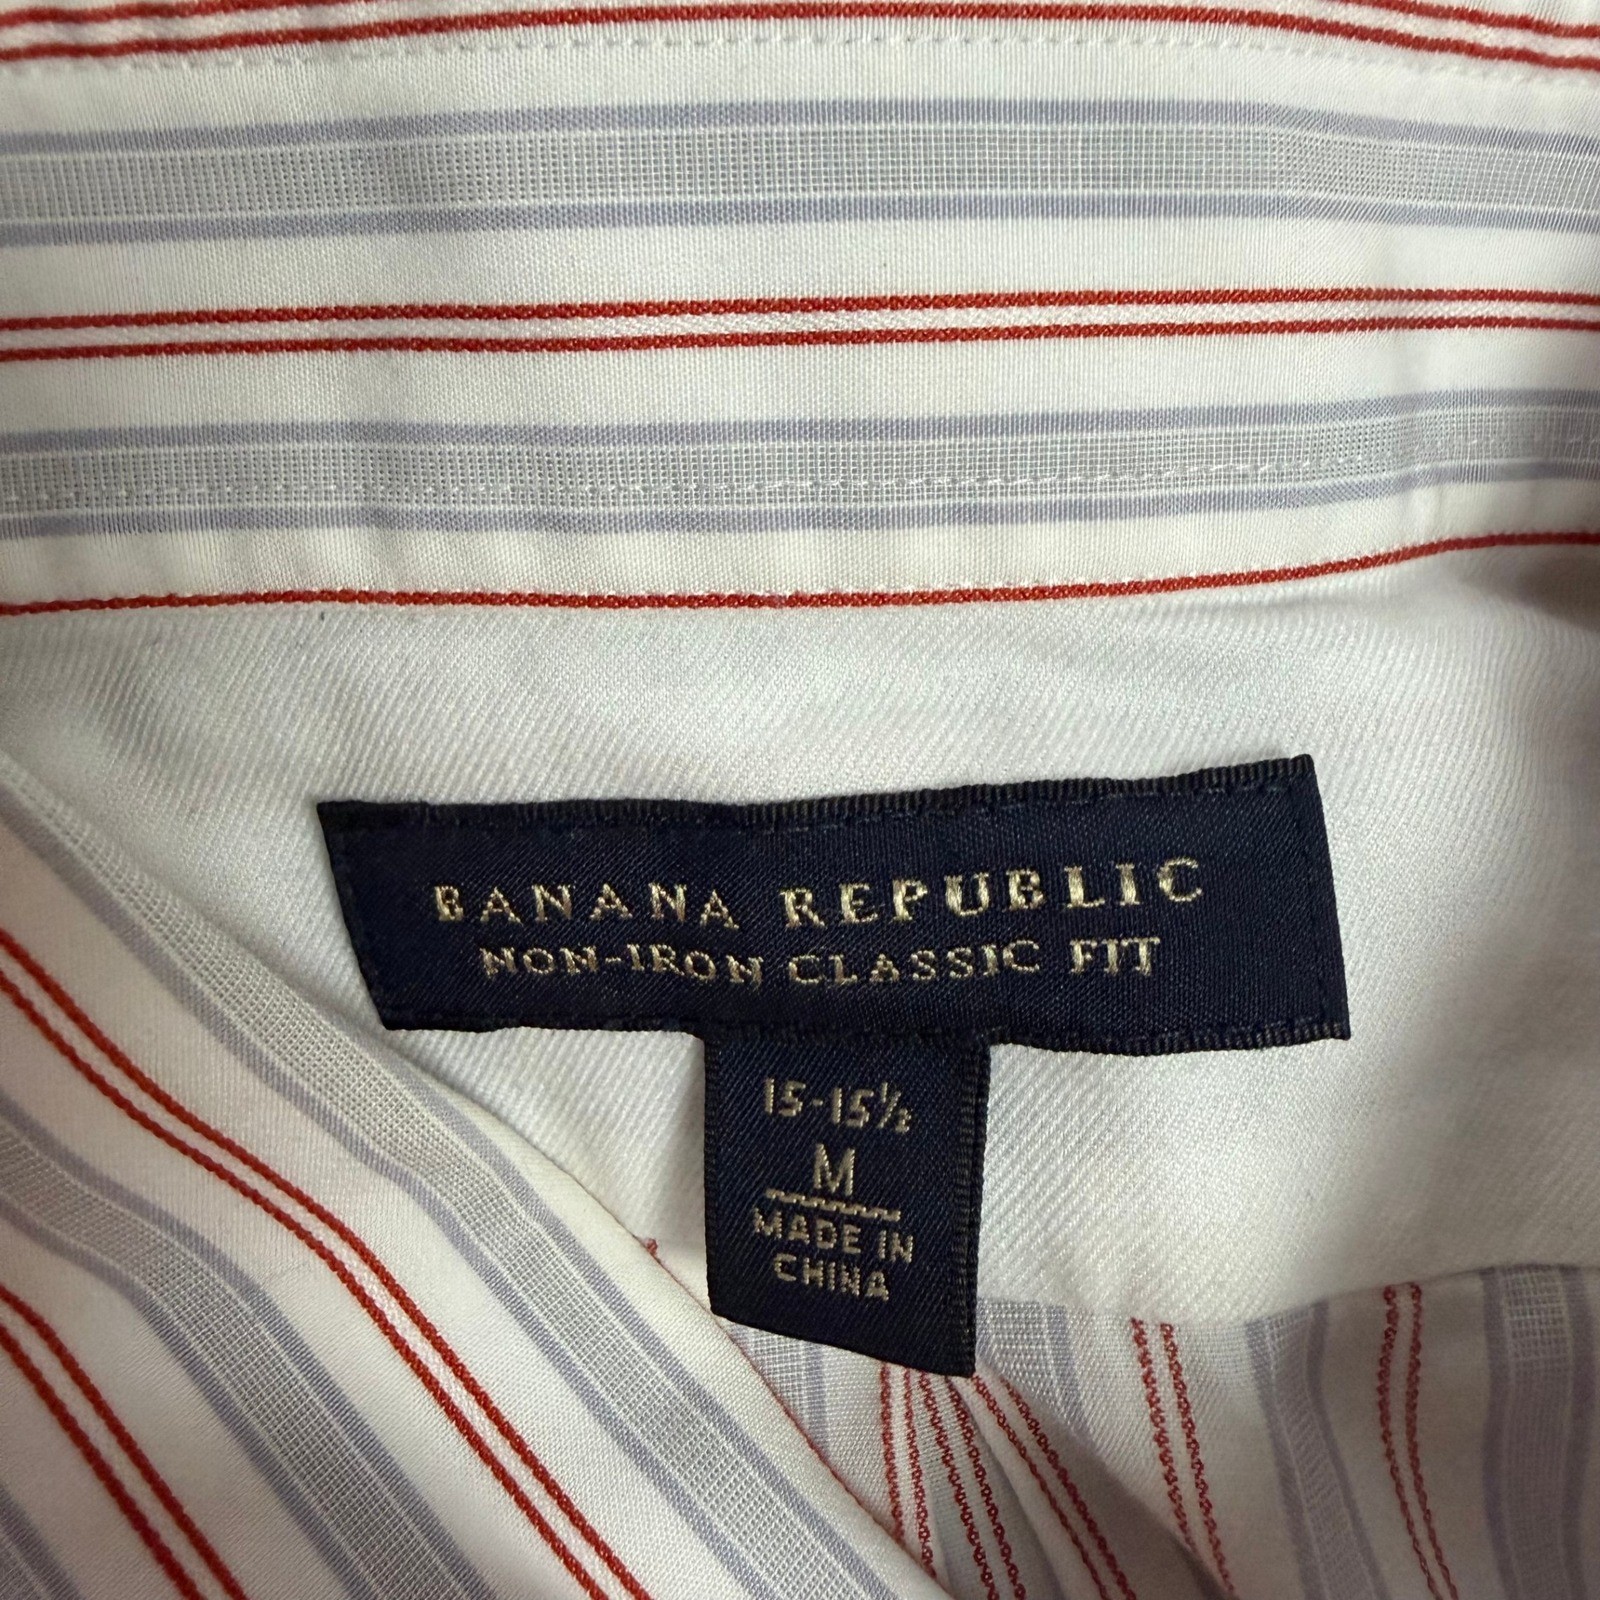 BANANA REPUBLIC
NON-IRON CLASSIC FIT
15-15½
M
MADE IN
CHINA